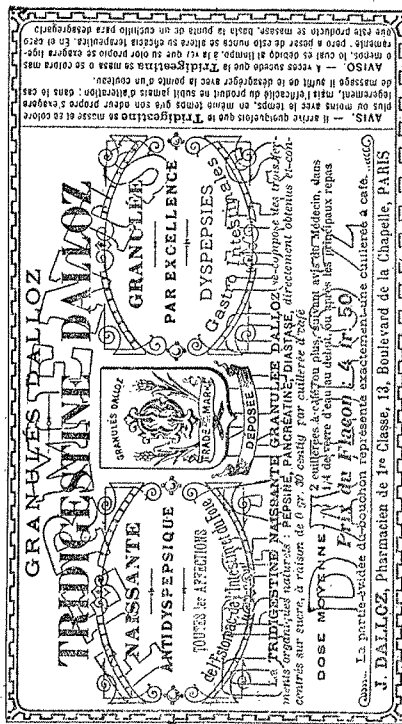 GRANULÉS DALLOZ
TRIDIGESTINE DALLOZ
NAISSANTE
ANTIDYSPEPSIQUE
TOUTES les AFFECTIONS
de l'Estomac, de l'Intestin et du Foie
GRANULÉS DALLOZ
TRADE MARK
DÉPOSÉE
GRANULÉE
PAR EXCELLENCE
DYSPEPSIES
Gastro Intestinales
La TRIDIGESTINE NAISSANTE GRANULÉE DALLOZ se compose des trois fer-
ments organiques naturels : PEPSINE, PANCRÉATINE, DIASTASE, directement obtenus et con-
centrés sur sucre, à raison de 0 gr. 30 centig par cuillerée à café
DOSE MOYENNE 2 cuillerées à café ou plus, suivant avis du Médecin, dans
1/4 de verre d'eau au début, ou après les principaux repas
Prix du Flacon 4 fr. 50
La partie évidée du bouchon représente exactement une cuillerée à café.
J. DALLOZ, Pharmacien de 1re Classe, 13, Boulevard de la Chapelle, PARIS
AVIS. — Il arrive quelquefois que la Tridigestine se masse et se colore
plus ou moins avec le temps, en même temps que son odeur propre s'exagère
légèrement, mais l'efficacité du produit ne subit jamais d'altération ; dans le cas
de massage il suffit de le désagréger avec la pointe d'un couteau.
AVISO. — A veces sucede que la Tridigestina se masa o se colora mas
o menos, lo cual es debido al tiempo, à la vez que su olor propio se exagera lige-
ramente ; pero a pesar de esto nunca se altera su eficacia terapeutica. En el caso
que este producto se masase, basta la punta de un cuchillo para desagregarlo